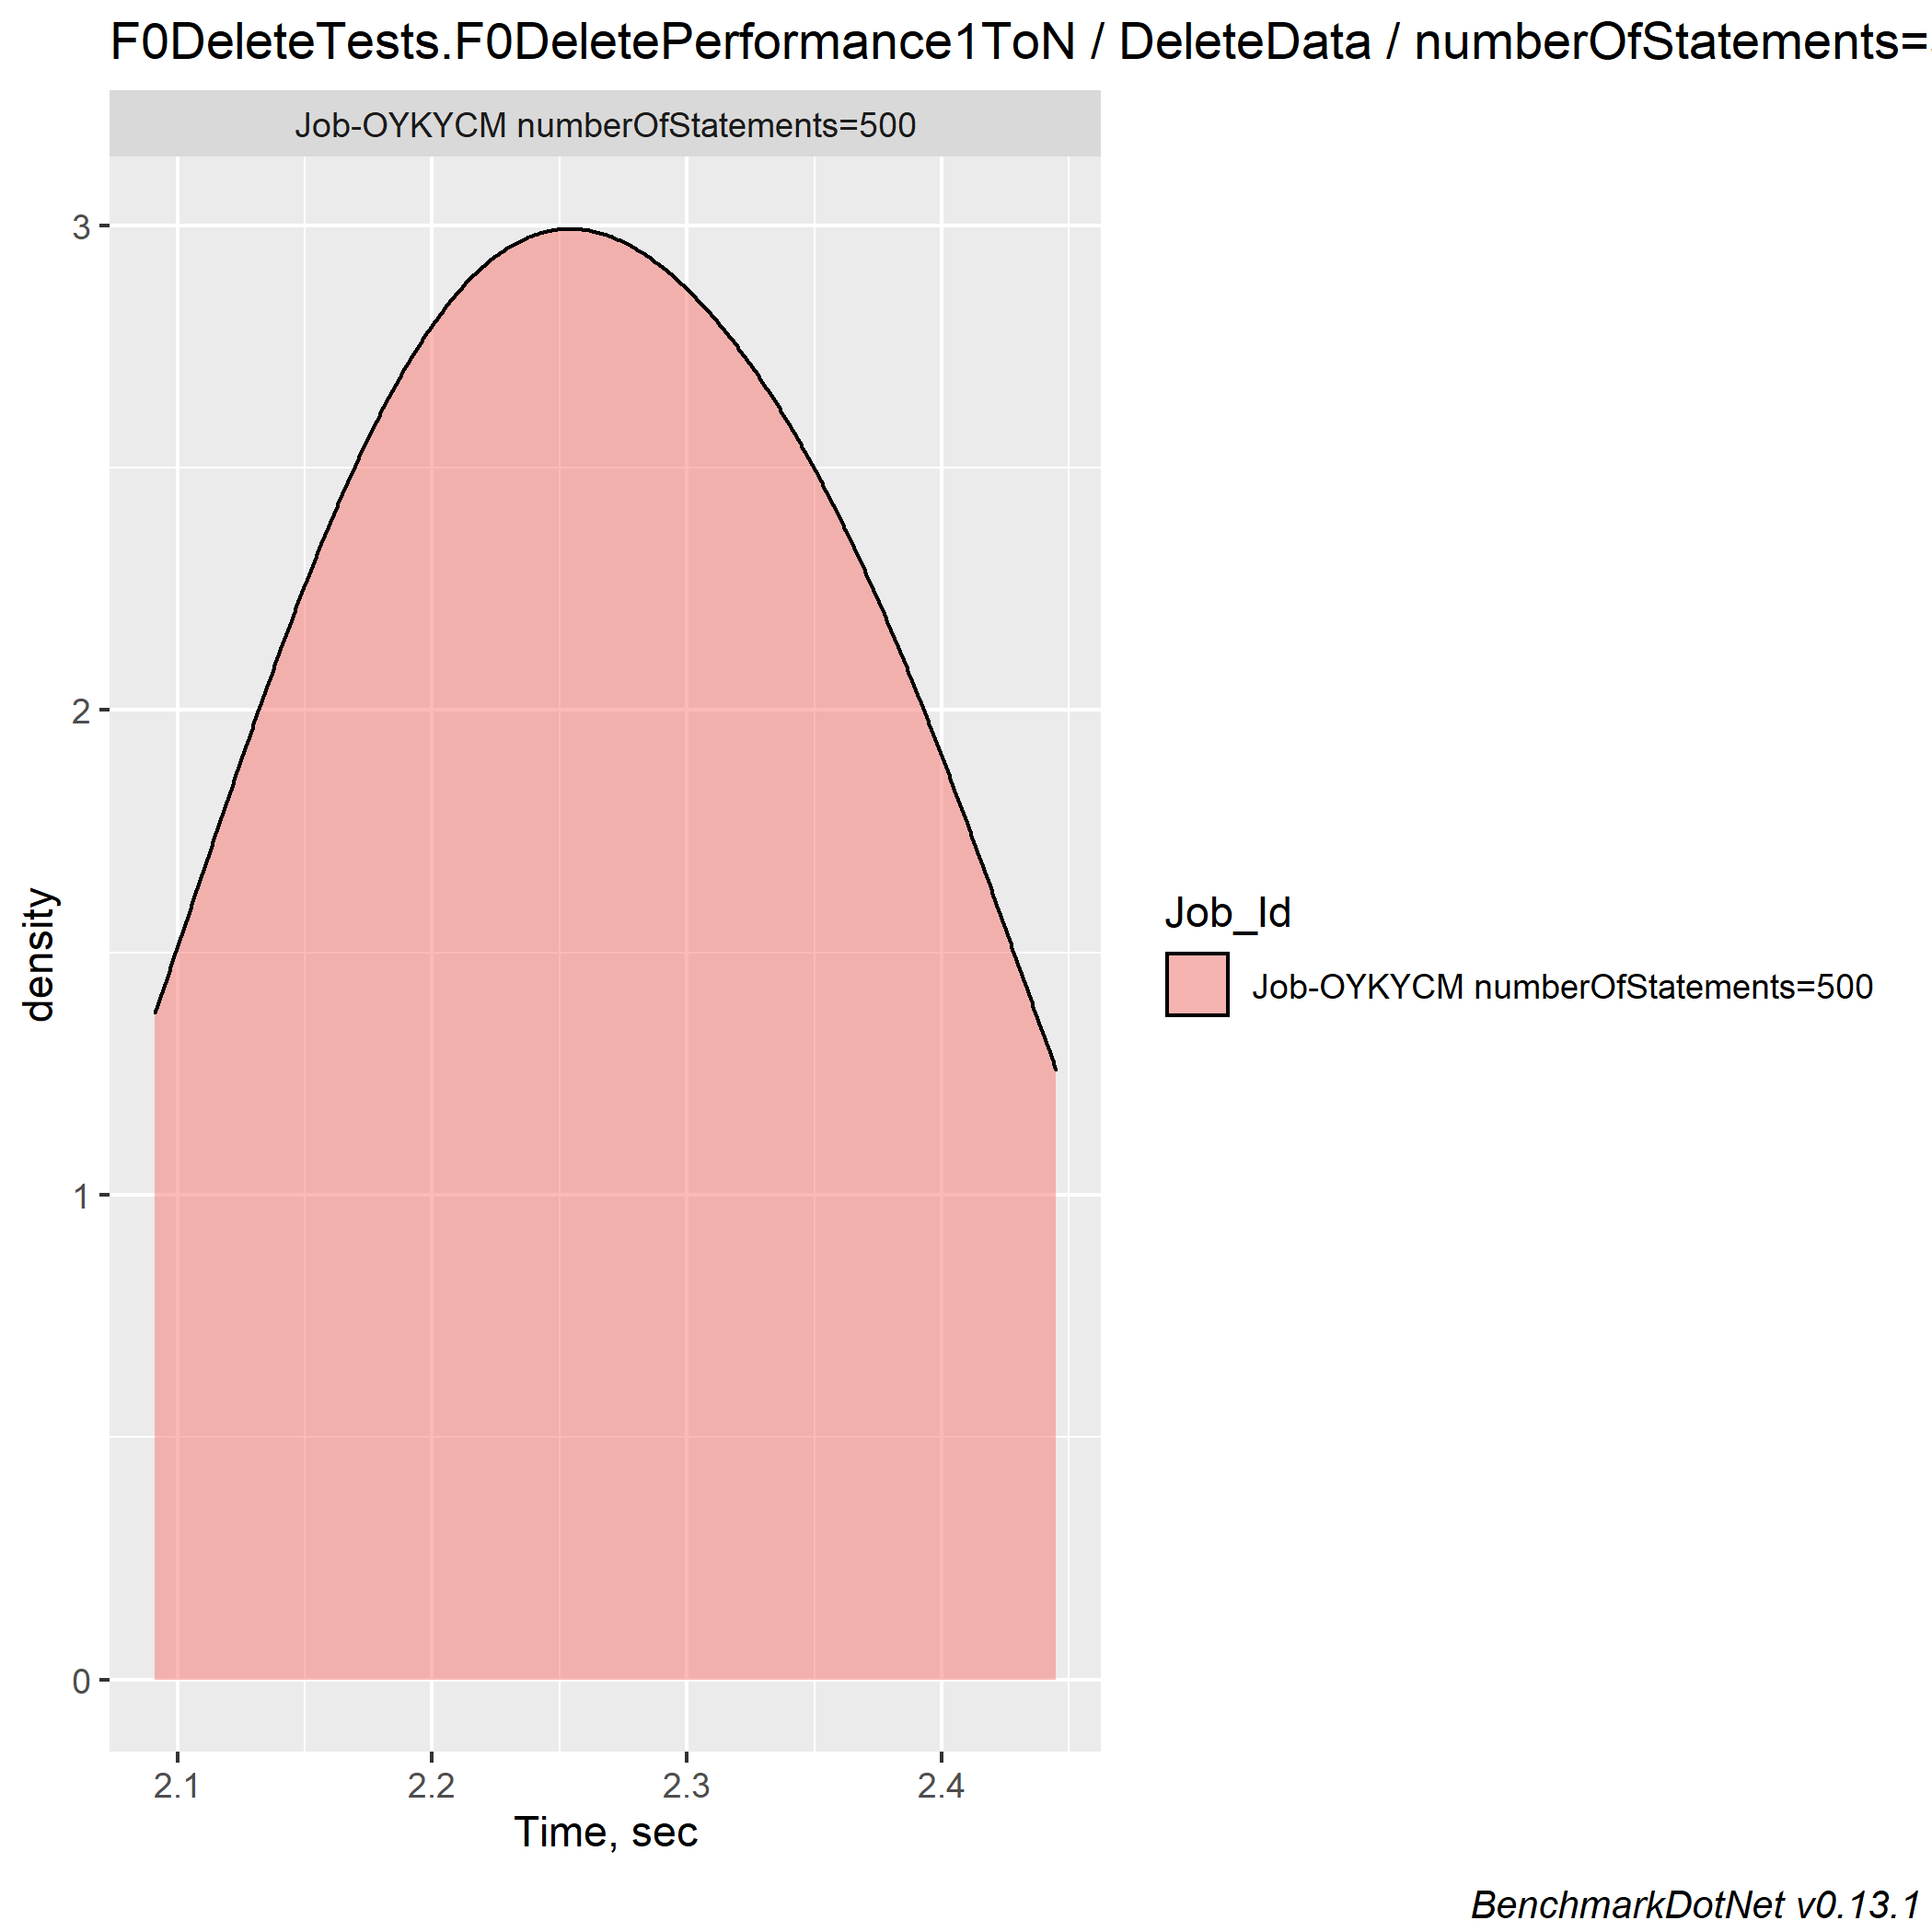 F0DeleteTests.F0DeletePerformance1ToN / DeleteData / numberOfStatements=
Job-OYKYCM numberOfStatements=500
3
2
1
0
density
2.1 2.2 2.3 2.4
Time, sec
Job_Id
Job-OYKYCM numberOfStatements=500
BenchmarkDotNet v0.13.1